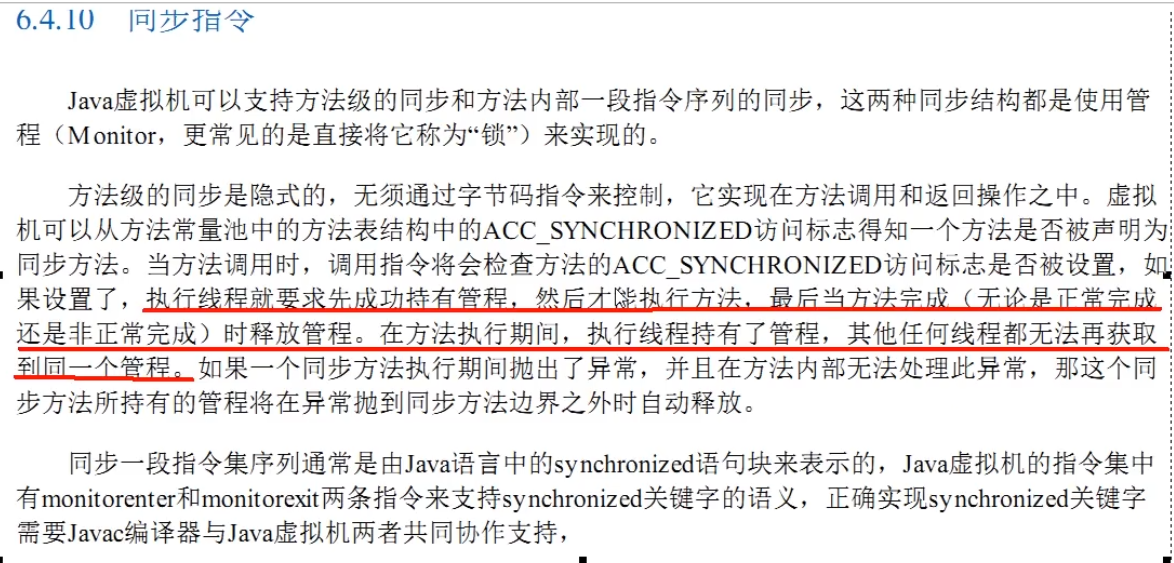 6.4.10 同步指令
Java虚拟机可以支持方法级的同步和方法内部一段指令序列的同步，这两种同步结构都是使用管
程（Monitor，更常见的是直接将它称为“锁”）来实现的。
方法级的同步是隐式的，无须通过字节码指令来控制，它实现在方法调用和返回操作之中。虚拟
机可以从方法常量池中的方法表结构中的ACC_SYNCHRONIZED访问标志得知一个方法是否被声明为
同步方法。当方法调用时，调用指令将会检查方法的ACC_SYNCHRONIZED访问标志是否被设置，如
果设置了，执行线程就要求先成功持有管程，然后才能执行方法，最后当方法完成（无论是正常完成
还是非正常完成）时释放管程。在方法执行期间，执行线程持有了管程，其他任何线程都无法再获取
到同一个管程。如果一个同步方法执行期间抛出了异常，并且在方法内部无法处理此异常，那这个同
步方法所持有的管程将在异常抛到同步方法边界之外时自动释放。
同步一段指令集序列通常是由Java语言中的synchronized语句块来表示的，Java虚拟机的指令集中
有monitorenter和monitorexit两条指令来支持synchronized关键字的语义，正确实现synchronized关键字
需要Javac编译器与Java虚拟机两者共同协作支持，